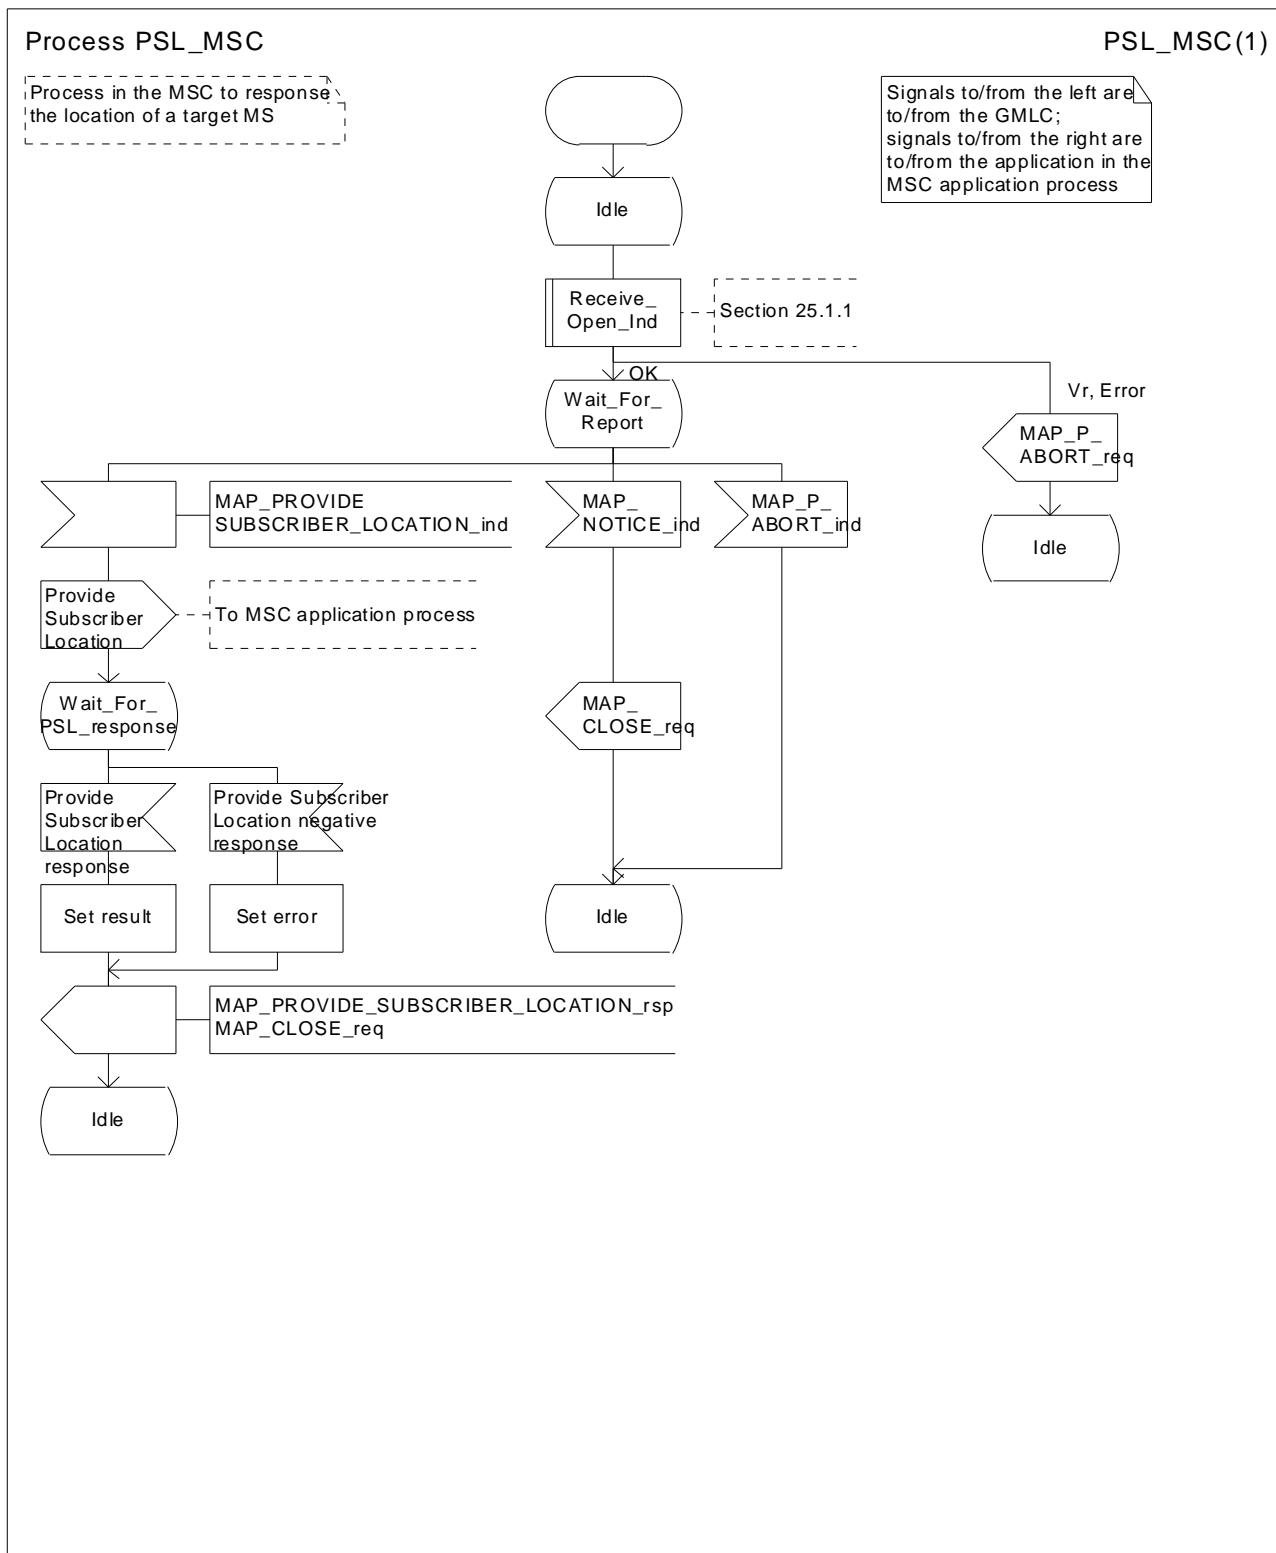 Process PSL_MSC
PSL_MSC(1)
Process in the MSC to response
the location of a target MS
Signals to/from the left are
to/from the GMLC;
signals to/from the right are
to/from the application in the
MSC application process
Idle
Receive_
Open_Ind
Section 25.1.1
OK
Vr, Error
Wait_For_
Report
MAP_P_
ABORT_req
Idle
MAP_PROVIDE
SUBSCRIBER_LOCATION_ind
MAP_
NOTICE_ind
MAP_P_
ABORT_ind
Provide
Subscriber
Location
To MSC application process
Wait_For_
PSL_response
MAP_
CLOSE_req
Provide
Subscriber
Location
response
Provide Subscriber
Location negative
response
Set result
Set error
Idle
MAP_PROVIDE_SUBSCRIBER_LOCATION_rsp
MAP_CLOSE_req
Idle